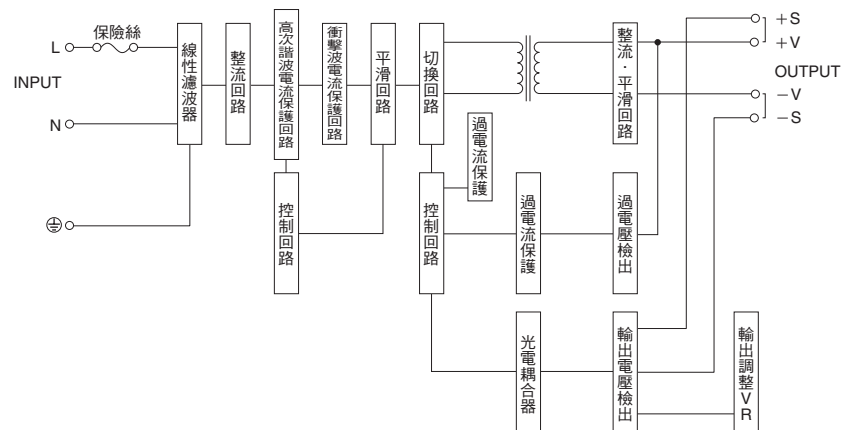 保險絲
L
INPUT
N
線性濾波器
整流回路
高次諧波電流保護回路
衝擊波電流保護回路
平滑回路
切換回路
整流・平滑回路
+S
+V
OUTPUT
−V
−S
過電流保護
控制回路
控制回路
過電流保護
過電壓檢出
光電耦合器
輸出電壓檢出
輸出調整VR